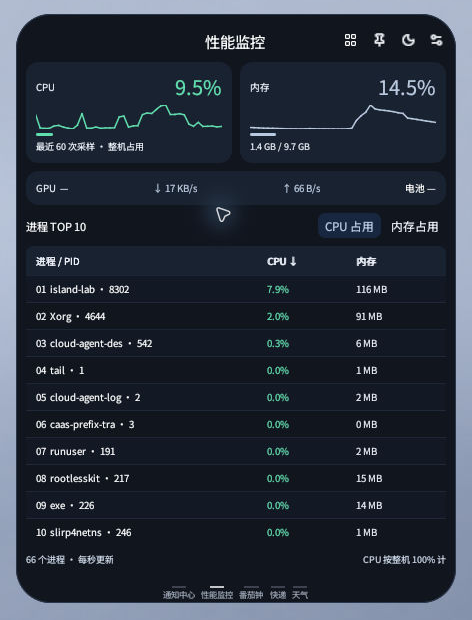 性能监控
CPU 9.5%
最近 60 次采样 • 整机占用
内存 14.5%
1.4 GB / 9.7 GB
GPU — ↓ 17 KB/s ↑ 66 B/s 电池 —
进程 TOP 10 CPU 占用 内存占用
进程 / PID CPU ↓ 内存
01 island-lab • 8302 7.9% 116 MB
02 Xorg • 4644 2.0% 91 MB
03 cloud-agent-des • 542 0.3% 6 MB
04 tail • 1 0.0% 1 MB
05 cloud-agent-log • 2 0.0% 2 MB
06 caas-prefix-tra • 3 0.0% 0 MB
07 runuser • 191 0.0% 2 MB
08 rootlesskit • 217 0.0% 15 MB
09 exe • 226 0.0% 14 MB
10 slirp4netns • 246 0.0% 1 MB
66 个进程 • 每秒更新 CPU 按整机 100% 计
通知中心 性能监控 番茄钟 快递 天气